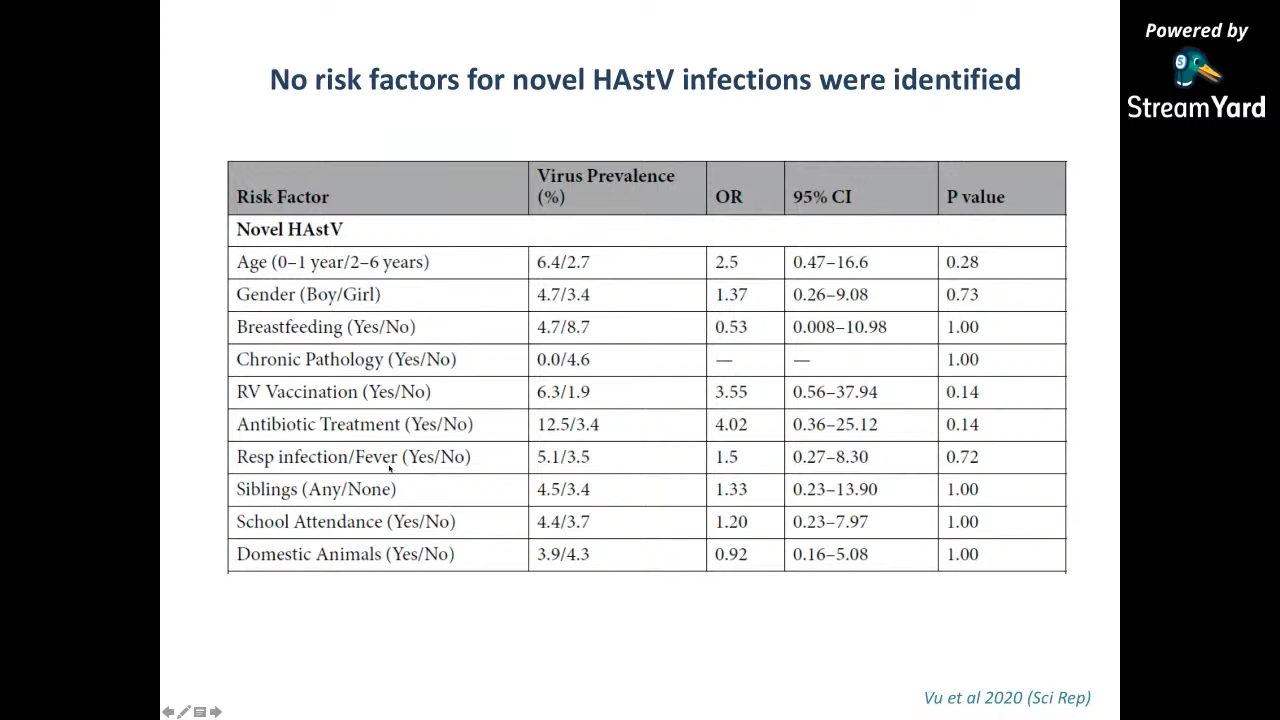 Powered by
StreamYard
No risk factors for novel HAstV infections were identified
Risk Factor Virus Prevalence (%) OR 95% CI P value
Novel HAstV
Age (0–1 year/2–6 years) 6.4/2.7 2.5 0.47–16.6 0.28
Gender (Boy/Girl) 4.7/3.4 1.37 0.26–9.08 0.73
Breastfeeding (Yes/No) 4.7/8.7 0.53 0.008–10.98 1.00
Chronic Pathology (Yes/No) 0.0/4.6 — — 1.00
RV Vaccination (Yes/No) 6.3/1.9 3.55 0.56–37.94 0.14
Antibiotic Treatment (Yes/No) 12.5/3.4 4.02 0.36–25.12 0.14
Resp infection/Fever (Yes/No) 5.1/3.5 1.5 0.27–8.30 0.72
Siblings (Any/None) 4.5/3.4 1.33 0.23–13.90 1.00
School Attendance (Yes/No) 4.4/3.7 1.20 0.23–7.97 1.00
Domestic Animals (Yes/No) 3.9/4.3 0.92 0.16–5.08 1.00
Vu et al 2020 (Sci Rep)